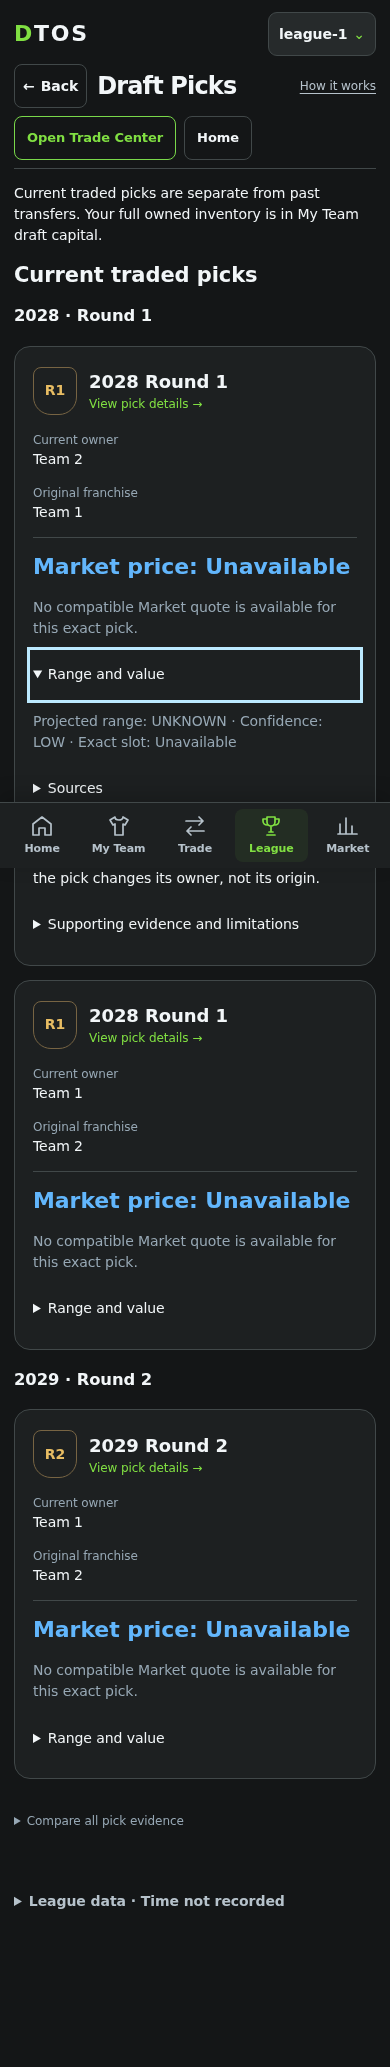 DTOS
league-1
← Back
Draft Picks
How it works
Open Trade Center
Home
Current traded picks are separate from past
transfers. Your full owned inventory is in My Team
draft capital.
Current traded picks
2028 · Round 1
R1
2028 Round 1
View pick details →
Current owner
Team 2
Original franchise
Team 1
Market price: Unavailable
No compatible Market quote is available for
this exact pick.
▼ Range and value
Projected range: UNKNOWN · Confidence:
LOW · Exact slot: Unavailable
▶ Sources
Home
My Team
Trade
League
Market
the pick changes its owner, not its origin.
▶ Supporting evidence and limitations
R1
2028 Round 1
View pick details →
Current owner
Team 1
Original franchise
Team 2
Market price: Unavailable
No compatible Market quote is available for
this exact pick.
▶ Range and value
2029 · Round 2
R2
2029 Round 2
View pick details →
Current owner
Team 1
Original franchise
Team 2
Market price: Unavailable
No compatible Market quote is available for
this exact pick.
▶ Range and value
▶ Compare all pick evidence
▶ League data · Time not recorded